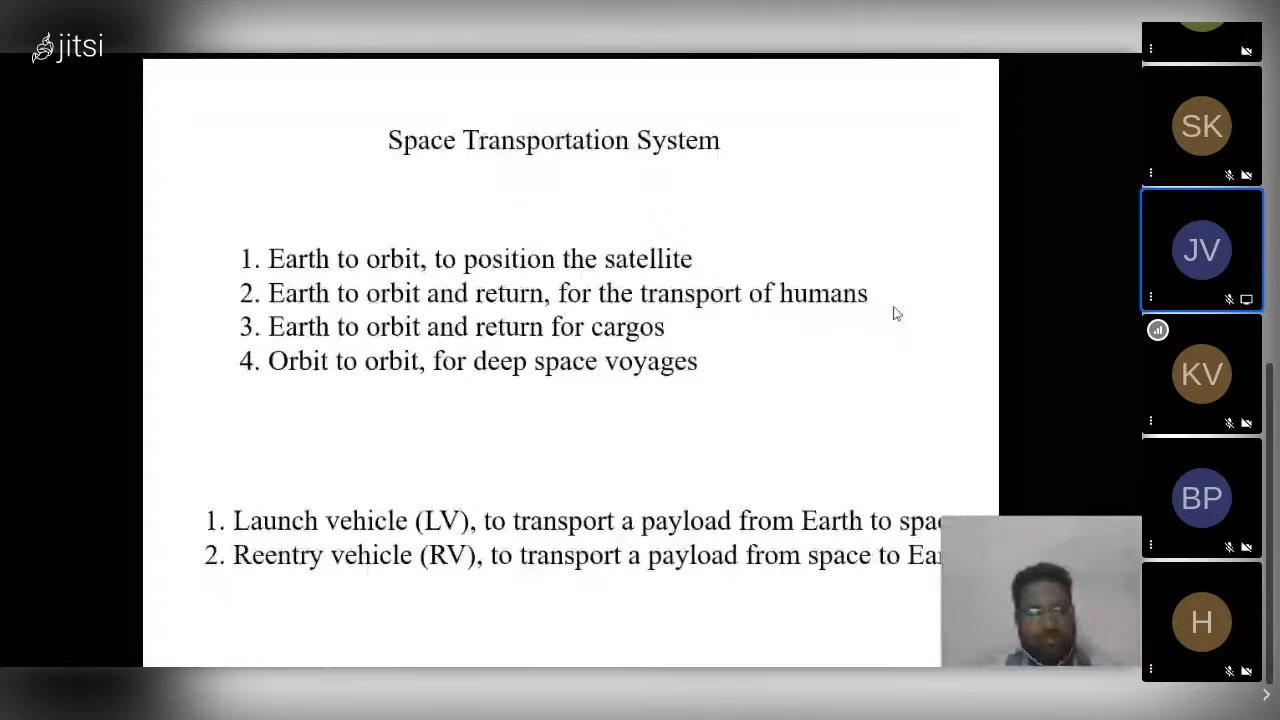 jitsi
Space Transportation System
1. Earth to orbit, to position the satellite
2. Earth to orbit and return, for the transport of humans
3. Earth to orbit and return for cargos
4. Orbit to orbit, for deep space voyages
1. Launch vehicle (LV), to transport a payload from Earth to
2. Reentry vehicle (RV), to transport a payload from space to
SK
JV
KV
BP
H